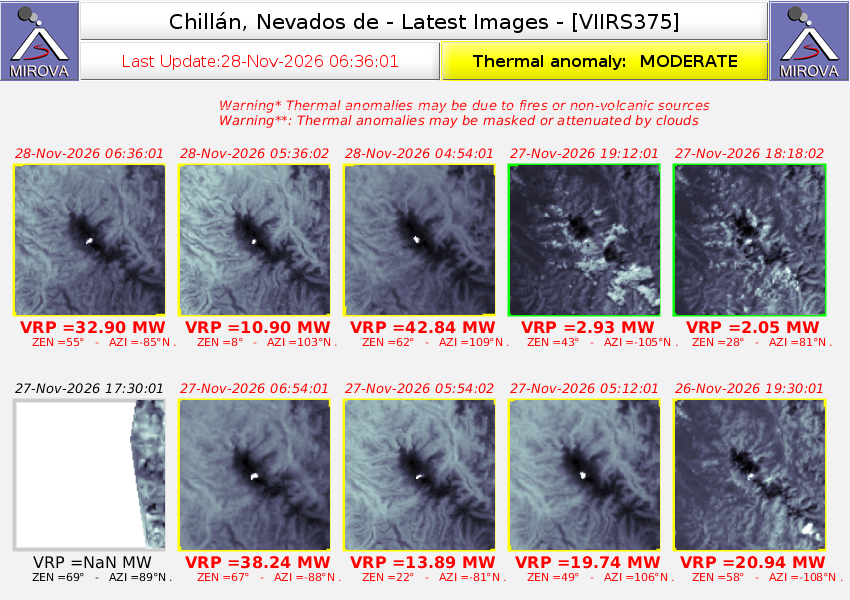 MIROVA
Chillán, Nevados de - Latest Images - [VIIRS375]
MIROVA
Last Update:28-Nov-2026 06:36:01
Thermal anomaly: MODERATE
Warning* Thermal anomalies may be due to fires or non-volcanic sources
Warning**: Thermal anomalies may be masked or attenuated by clouds
28-Nov-2026 06:36:01
28-Nov-2026 05:36:02
28-Nov-2026 04:54:01
27-Nov-2026 19:12:01
27-Nov-2026 18:18:02
VRP =32.90 MW
VRP =10.90 MW
VRP =42.84 MW
VRP =2.93 MW
VRP =2.05 MW
ZEN =55° - AZI =-85°N .
ZEN =8° - AZI =103°N .
ZEN =62° - AZI =109°N .
ZEN =43° - AZI =-105°N .
ZEN =28° - AZI =81°N .
27-Nov-2026 17:30:01
27-Nov-2026 06:54:01
27-Nov-2026 05:54:02
27-Nov-2026 05:12:01
26-Nov-2026 19:30:01
VRP =NaN MW
VRP =38.24 MW
VRP =13.89 MW
VRP =19.74 MW
VRP =20.94 MW
ZEN =69° - AZI =89°N .
ZEN =67° - AZI =-88°N .
ZEN =22° - AZI =-81°N .
ZEN =49° - AZI =106°N .
ZEN =58° - AZI =-108°N .